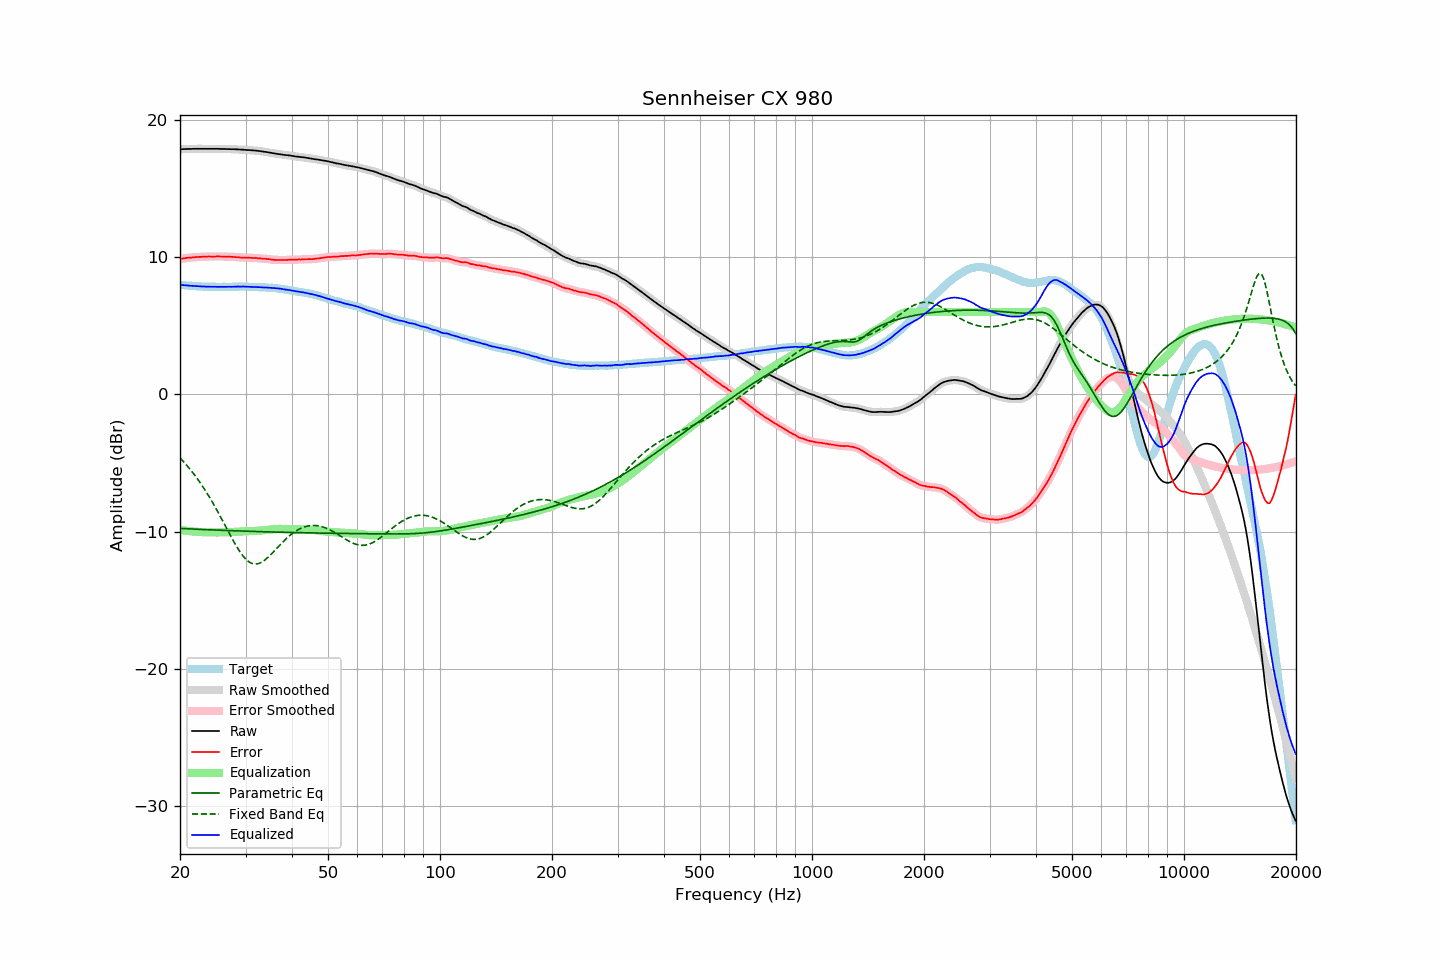 Sennheiser CX 980
20
10
0
−10
−20
−30
Amplitude (dBr)
Target
Raw Smoothed
Error Smoothed
Raw
Error
Equalization
Parametric Eq
Fixed Band Eq
Equalized
20 50 100 200 500 1000 2000 5000 10000 20000
Frequency (Hz)